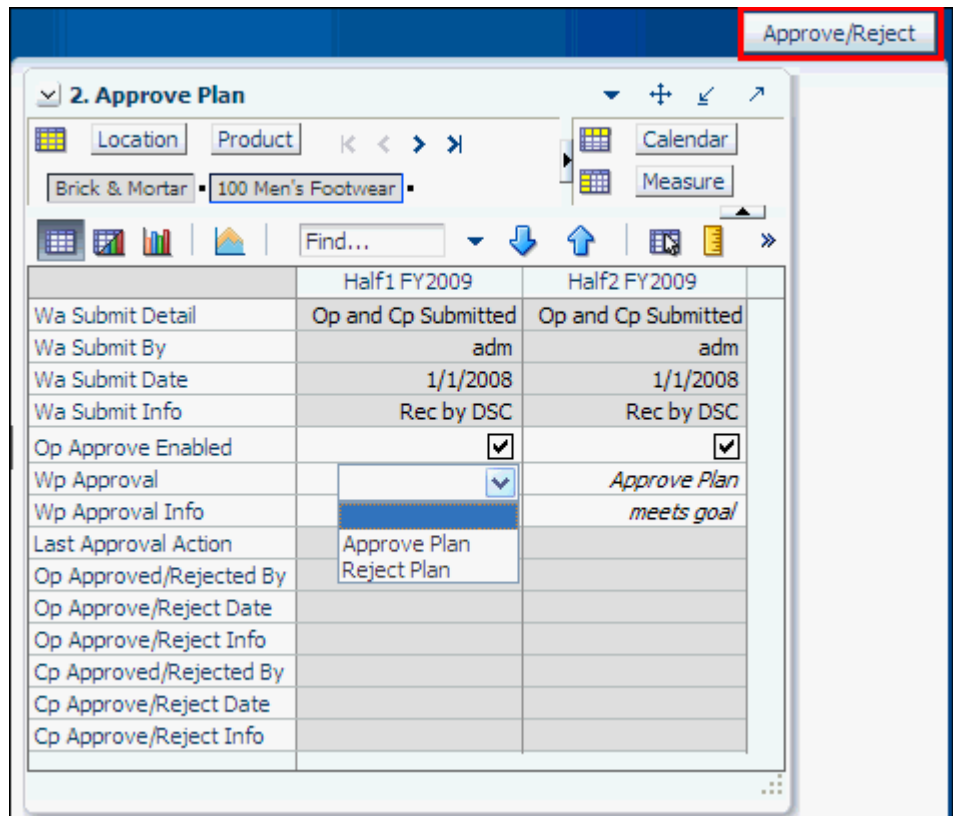 Approve/Reject
2. Approve Plan
Location Product Calendar
Brick & Mortar 100 Men's Footwear Measure
Find...
Half1 FY2009 Half2 FY2009
Wa Submit Detail Op and Cp Submitted Op and Cp Submitted
Wa Submit By adm adm
Wa Submit Date 1/1/2008 1/1/2008
Wa Submit Info Rec by DSC Rec by DSC
Op Approve Enabled
Wp Approval Approve Plan
Wp Approval Info meets goal
Last Approval Action Approve Plan
Op Approved/Rejected By Reject Plan
Op Approve/Reject Date
Op Approve/Reject Info
Cp Approved/Rejected By
Cp Approve/Reject Date
Cp Approve/Reject Info